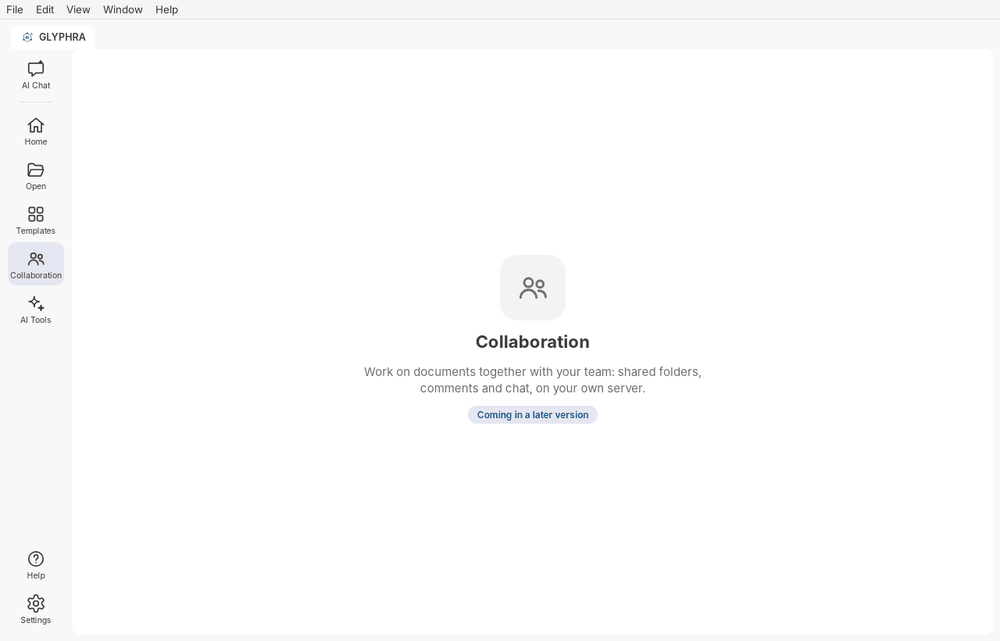 File Edit View Window Help
GLYPHRA
AI Chat
Home
Open
Templates
Collaboration
AI Tools
Collaboration
Work on documents together with your team: shared folders,
comments and chat, on your own server.
Coming in a later version
Help
Settings